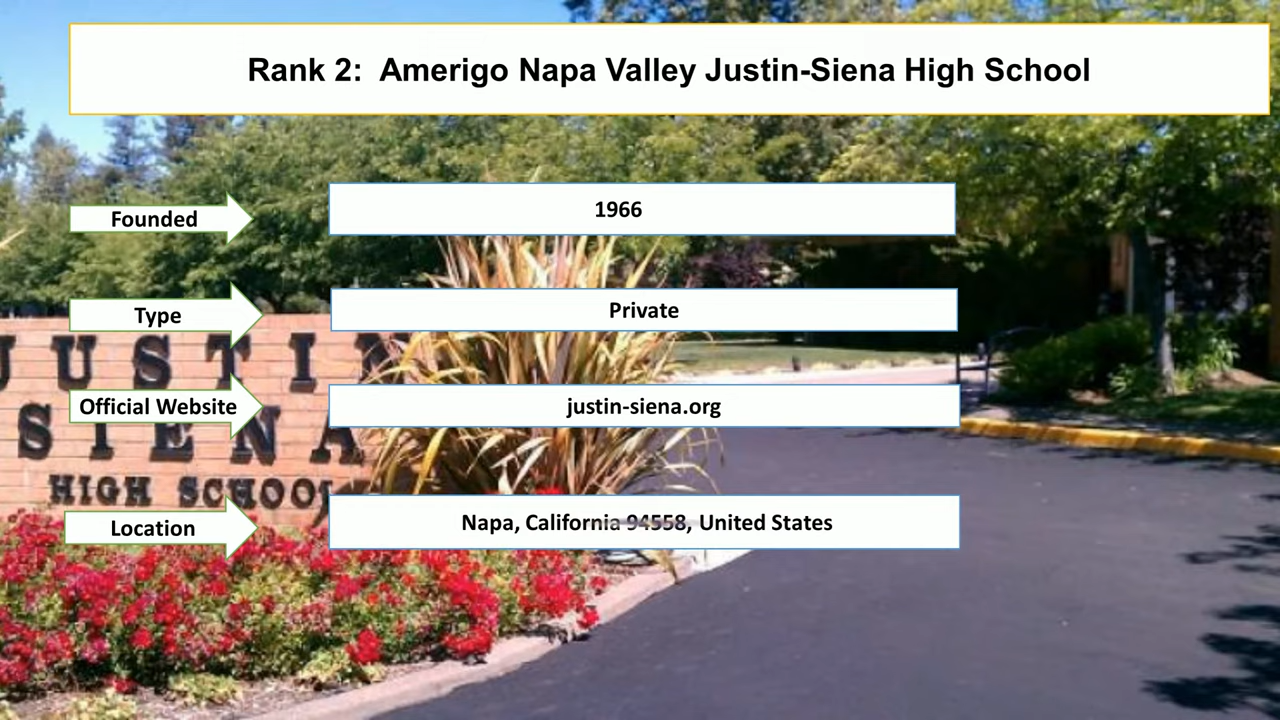 Rank 2:  Amerigo Napa Valley Justin-Siena High School
Founded
1966
Type
Private
JUSTIN
Official Website
justin-siena.org
SIENA
HIGH SCHOOL
Location
Napa, California 94558, United States